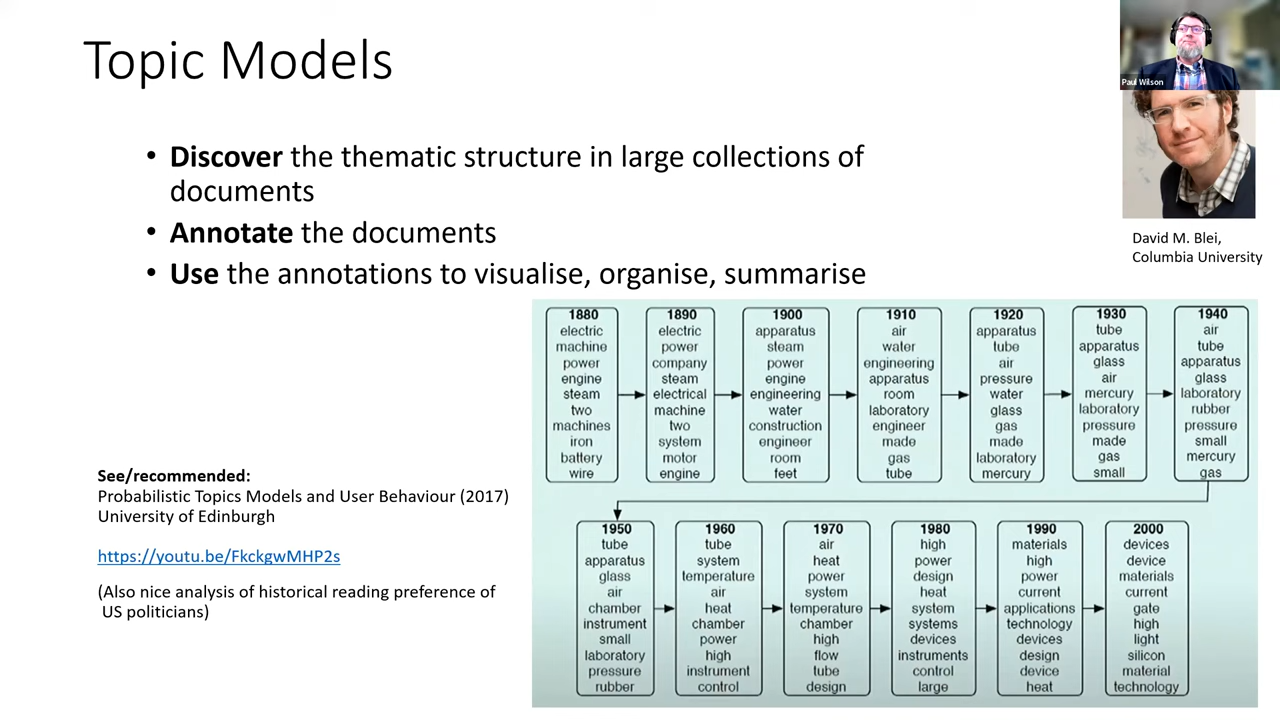 Topic Models
Paul Wilson
• Discover the thematic structure in large collections of
documents
• Annotate the documents
• Use the annotations to visualise, organise, summarise
David M. Blei,
Columbia University
1880
electric
machine
power
engine
steam
two
machines
iron
battery
wire
1890
electric
power
company
steam
electrical
machine
two
system
motor
engine
1900
apparatus
steam
power
engine
engineering
water
construction
engineer
room
feet
1910
air
water
engineering
apparatus
room
laboratory
engineer
made
gas
tube
1920
apparatus
tube
air
pressure
water
glass
gas
made
laboratory
mercury
1930
tube
apparatus
glass
air
mercury
laboratory
pressure
made
gas
small
1940
air
tube
apparatus
glass
laboratory
rubber
pressure
small
mercury
gas
1950
tube
apparatus
glass
air
chamber
instrument
small
laboratory
pressure
rubber
1960
tube
system
temperature
air
heat
chamber
power
high
instrument
control
1970
air
heat
power
system
temperature
chamber
high
flow
tube
design
1980
high
power
design
heat
system
systems
devices
instruments
control
large
1990
materials
high
power
current
applications
technology
devices
design
device
heat
2000
devices
device
materials
current
gate
high
light
silicon
material
technology
See/recommended:
Probabilistic Topics Models and User Behaviour (2017)
University of Edinburgh
https://youtu.be/FkckgwMHP2s
(Also nice analysis of historical reading preference of
US politicians)